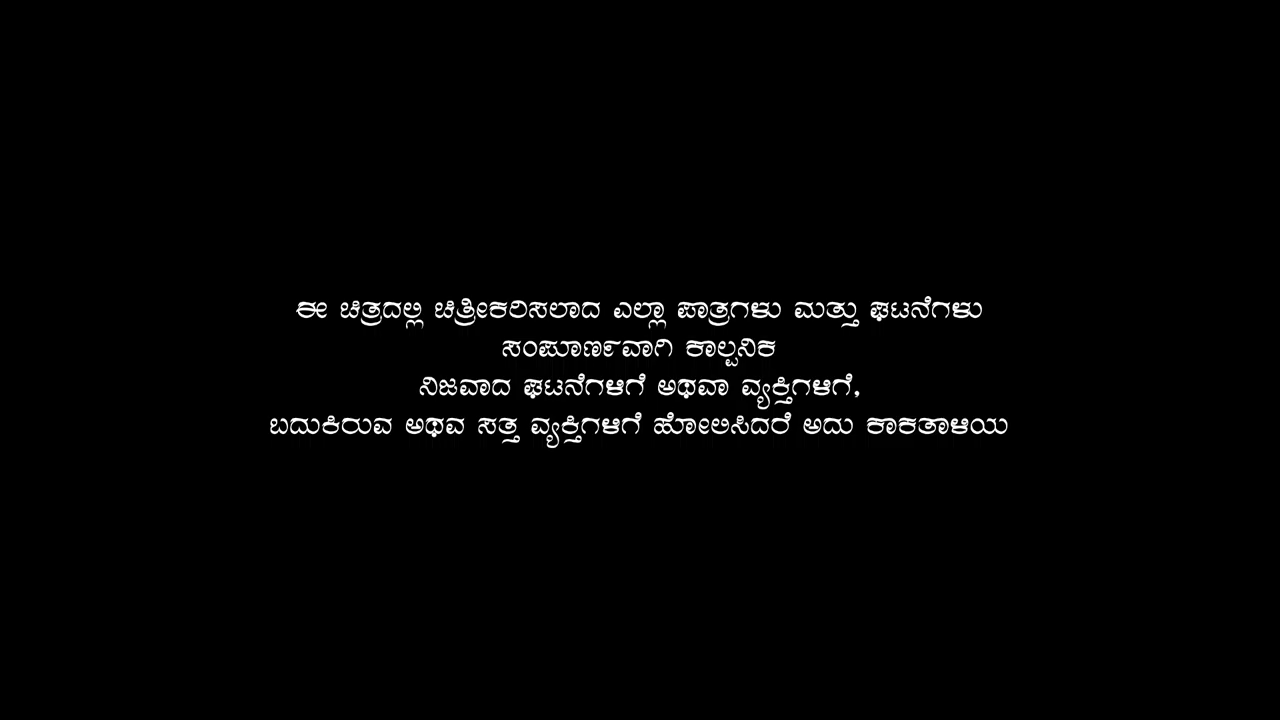 ಈ ಚಿತ್ರದಲ್ಲಿ ಚಿತ್ರೀಕರಿಸಲಾದ ಎಲ್ಲಾ ಪಾತ್ರಗಳು ಮತ್ತು ಘಟನೆಗಳು
ಸಂಪೂರ್ಣವಾಗಿ ಕಾಲ್ಪನಿಕ
ನಿಜವಾದ ಘಟನೆಗಳಿಗೆ ಅಥವಾ ವ್ಯಕ್ತಿಗಳಿಗೆ,
ಬದುಕಿರುವ ಅಥವ ಸತ್ತ ವ್ಯಕ್ತಿಗಳಿಗೆ ಹೋಲಿಸಿದರೆ ಅದು ಕಾಕತಾಳಿಯ